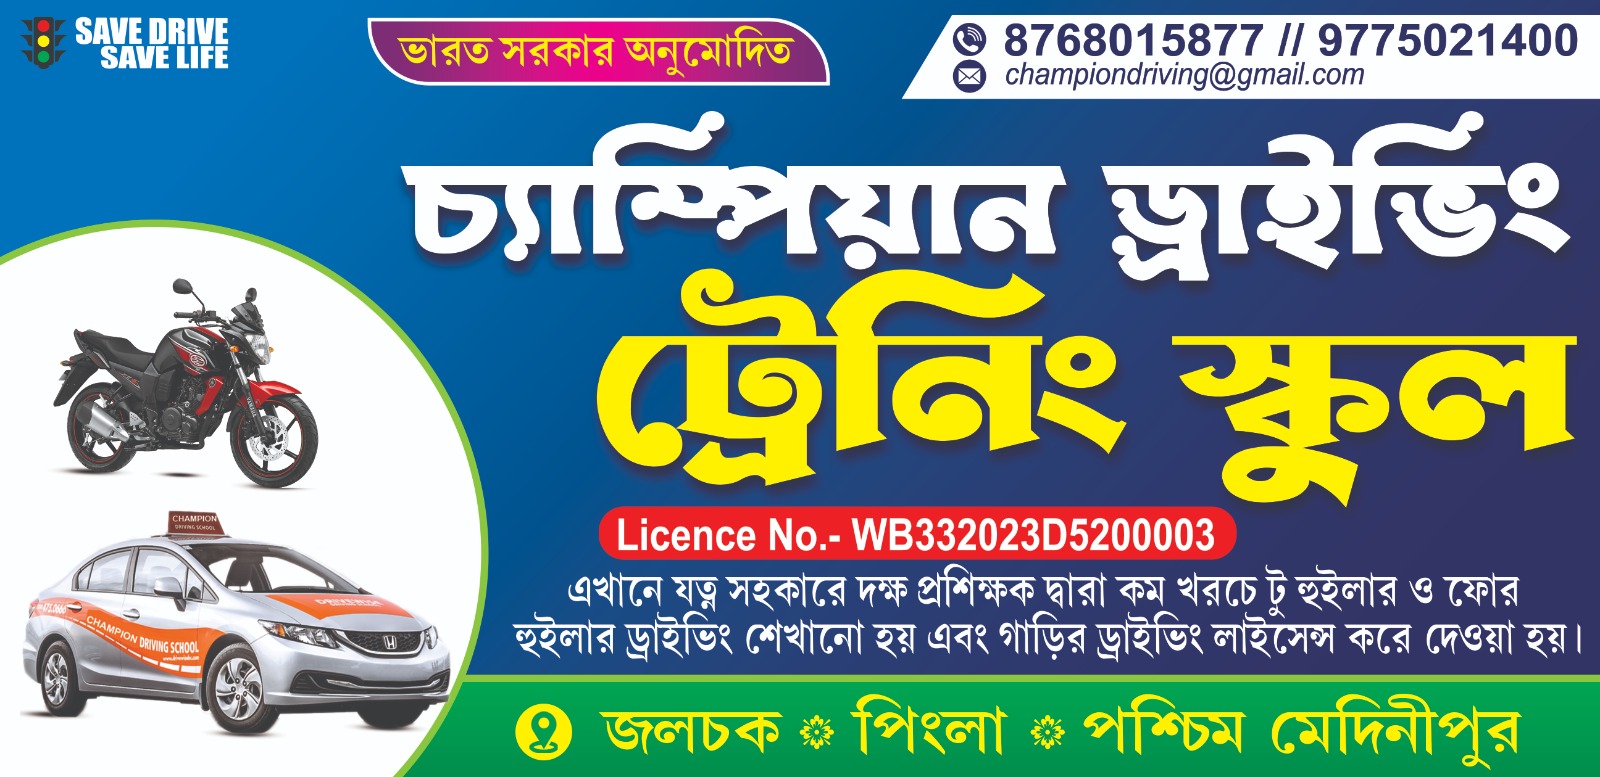 SAVE DRIVE
SAVE LIFE
ভারত সরকার অনুমোদিত
8768015877 // 9775021400
championdriving@gmail.com
চ্যাম্পিয়ান ড্রাইভিং
ট্রেনিং স্কুল
Licence No.- WB332023D5200003
এখানে যত্ন সহকারে দক্ষ প্রশিক্ষক দ্বারা কম খরচে টু হুইলার ও ফোর
হুইলার ড্রাইভিং শেখানো হয় এবং গাড়ির ড্রাইভিং লাইসেন্স করে দেওয়া হয়।
CHAMPION
DRIVING SCHOOL
CHAMPION DRIVING SCHOOL
জলচক পিংলা পশ্চিম মেদিনীপুর